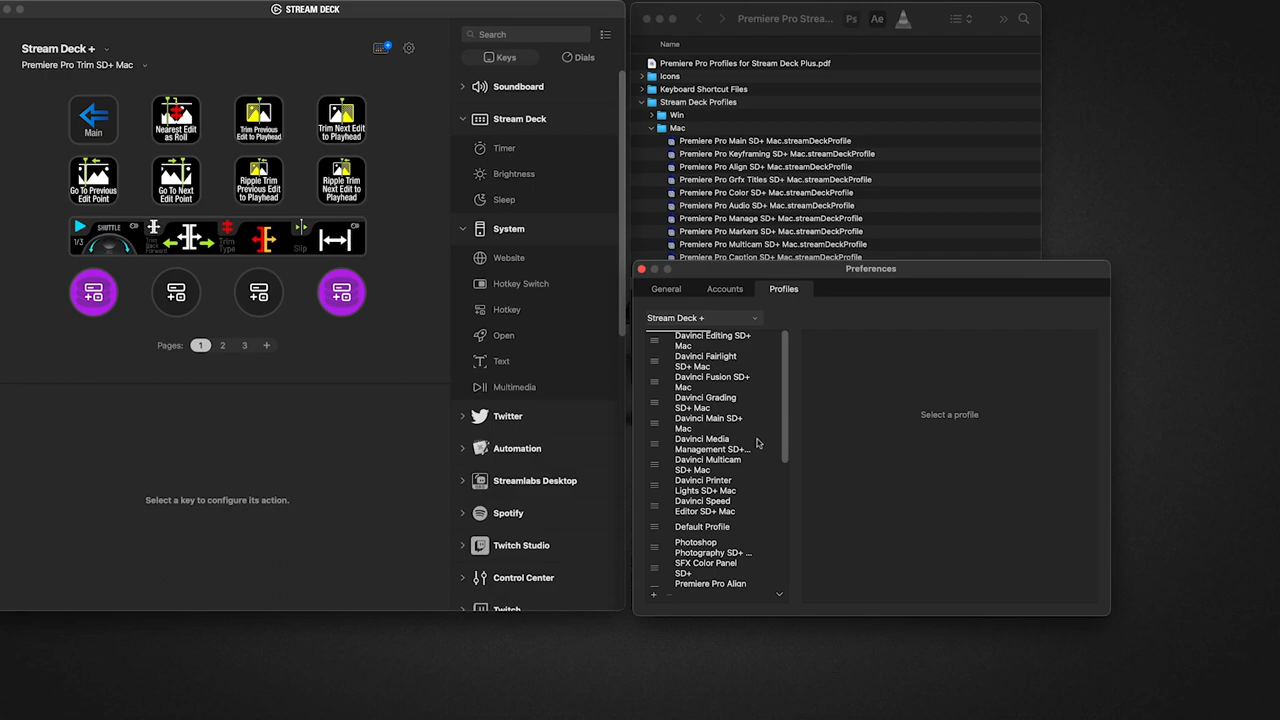 STREAM DECK
Stream Deck +
Premiere Pro Trim SD+ Mac
Main
Nearest Edit
as Roll
Trim Previous
Edit to Playhead
Trim Next Edit
to Playhead
Go To Previous
Edit Point
Go To Next
Edit Point
Ripple Trim
Previous Edit
to Playhead
Ripple Trim
Next Edit to
Playhead
SHUTTLE
1/3
Trim
Back
Forward
Trim
Type
Slip
Pages:
1
2
3
+
Select a key to configure its action.
Search
Keys
Dials
Soundboard
Stream Deck
Timer
Brightness
Sleep
System
Website
Hotkey Switch
Hotkey
Open
Text
Multimedia
Twitter
Automation
Streamlabs Desktop
Spotify
Twitch Studio
Control Center
Twitch
Premiere Pro Strea...
Ps
Ae
Name
Premiere Pro Profiles for Stream Deck Plus.pdf
Icons
Keyboard Shortcut Files
Stream Deck Profiles
Win
Mac
Premiere Pro Main SD+ Mac.streamDeckProfile
Premiere Pro Keyframing SD+ Mac.streamDeckProfile
Premiere Pro Align SD+ Mac.streamDeckProfile
Premiere Pro Grfx Titles SD+ Mac.streamDeckProfile
Premiere Pro Color SD+ Mac.streamDeckProfile
Premiere Pro Audio SD+ Mac.streamDeckProfile
Premiere Pro Manage SD+ Mac.streamDeckProfile
Premiere Pro Markers SD+ Mac.streamDeckProfile
Premiere Pro Multicam SD+ Mac.streamDeckProfile
Premiere Pro Caption SD+ Mac.streamDeckProfile
Preferences
General
Accounts
Profiles
Stream Deck +
Davinci Editing SD+
Mac
Davinci Fairlight
SD+ Mac
Davinci Fusion SD+
Mac
Davinci Grading
SD+ Mac
Davinci Main SD+
Mac
Davinci Media
Management SD+...
Davinci Multicam
SD+ Mac
Davinci Printer
Lights SD+ Mac
Davinci Speed
Editor SD+ Mac
Default Profile
Photoshop
Photography SD+ ...
SFX Color Panel
SD+
Premiere Pro Align
Select a profile